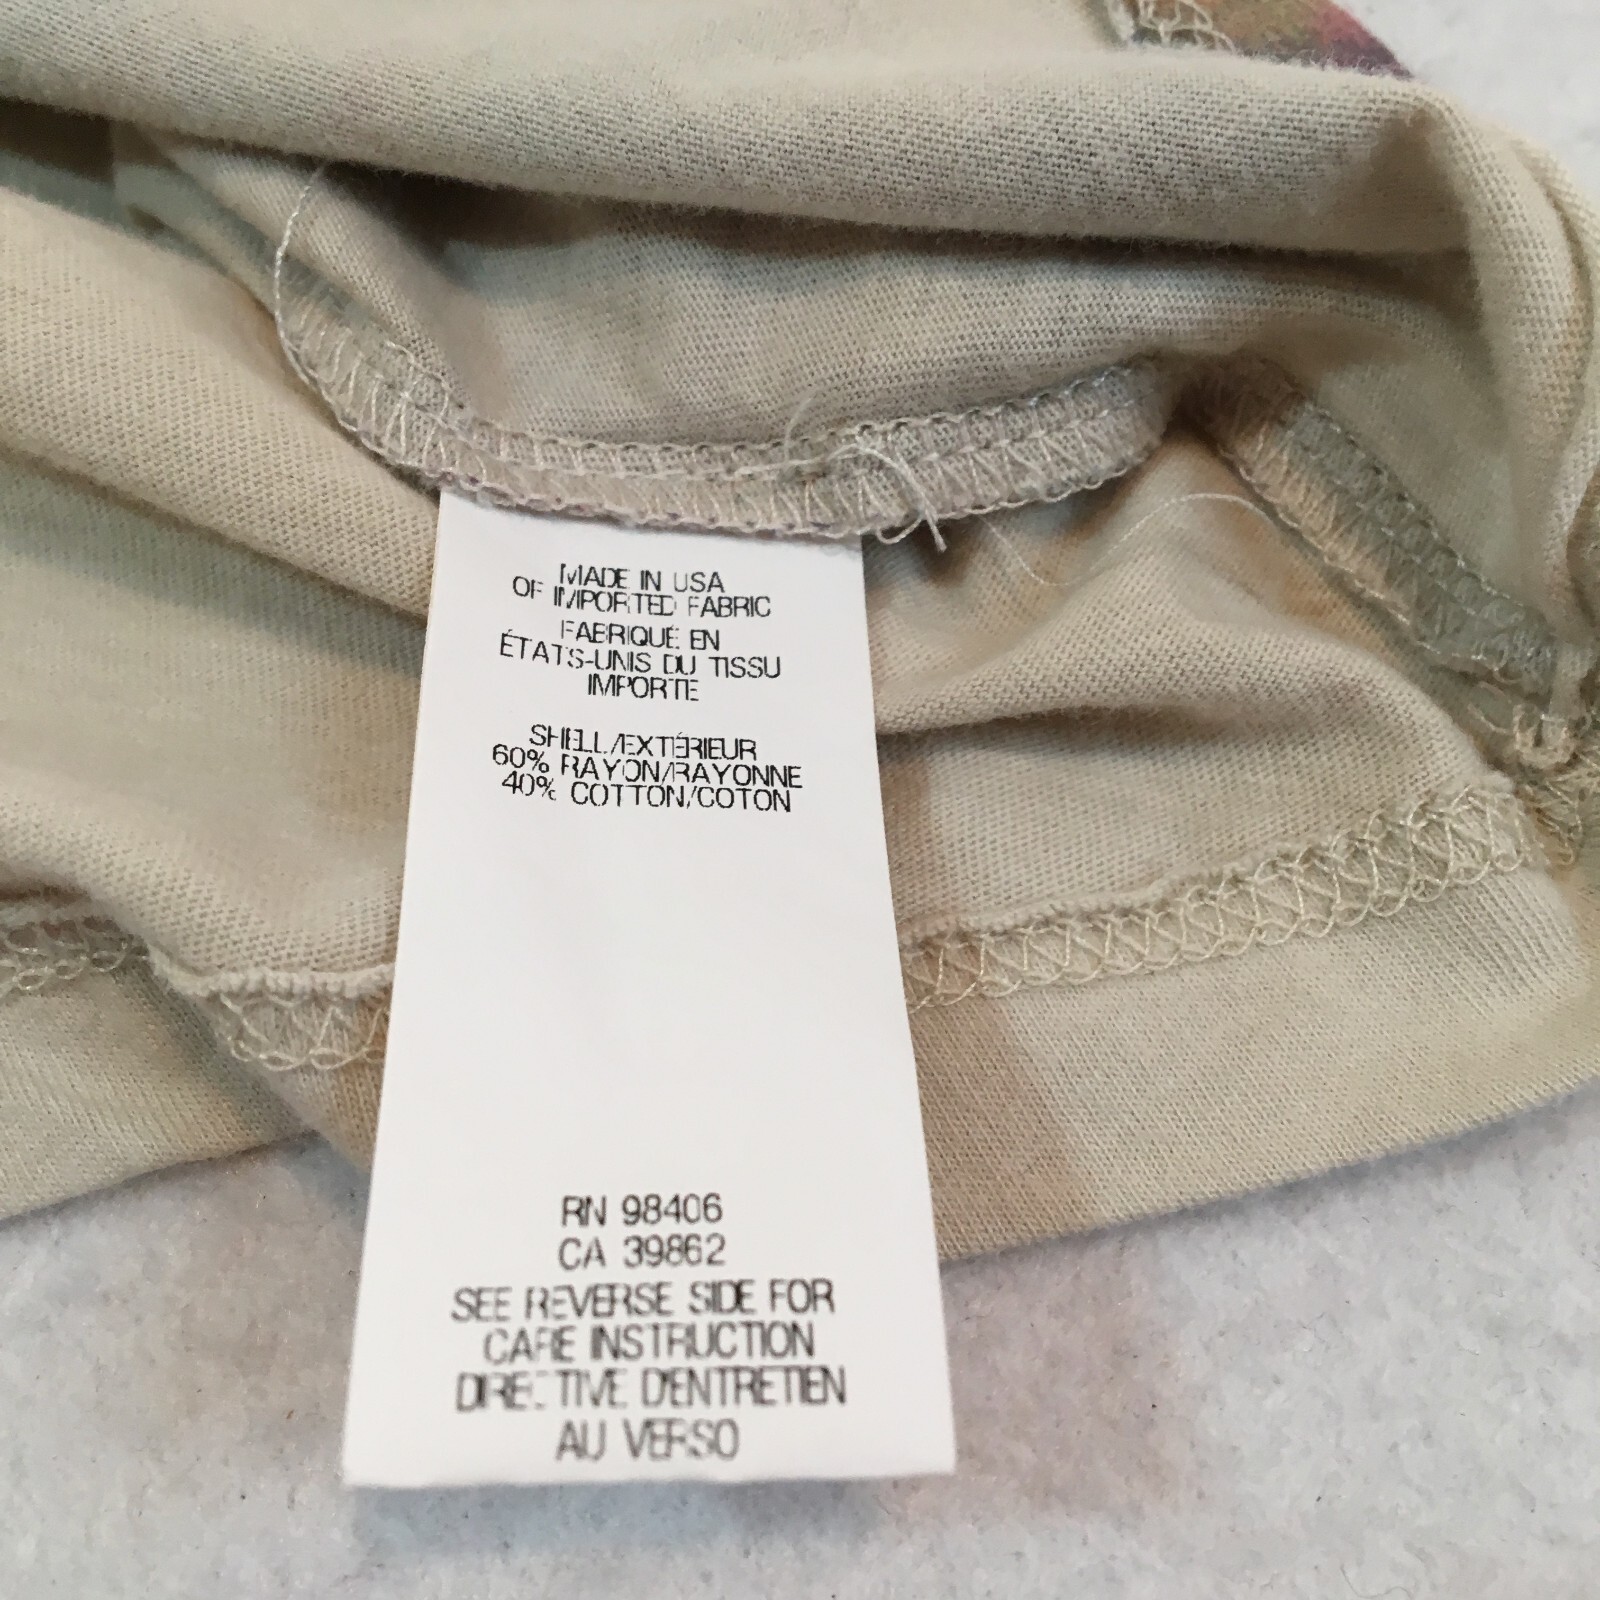 MADE IN USA
OF IMPORTED FABRIC
FABRIQUÉ EN
ÉTATS-UNIS DU TISSU
IMPORTE
SHELL/EXTÉRIEUR
60% RAYON/RAYONNE
40% COTTON/COTON
RN 98406
CA 39862
SEE REVERSE SIDE FOR
CARE INSTRUCTION
DIRECTIVE D'ENTRETIEN
AU VERSO